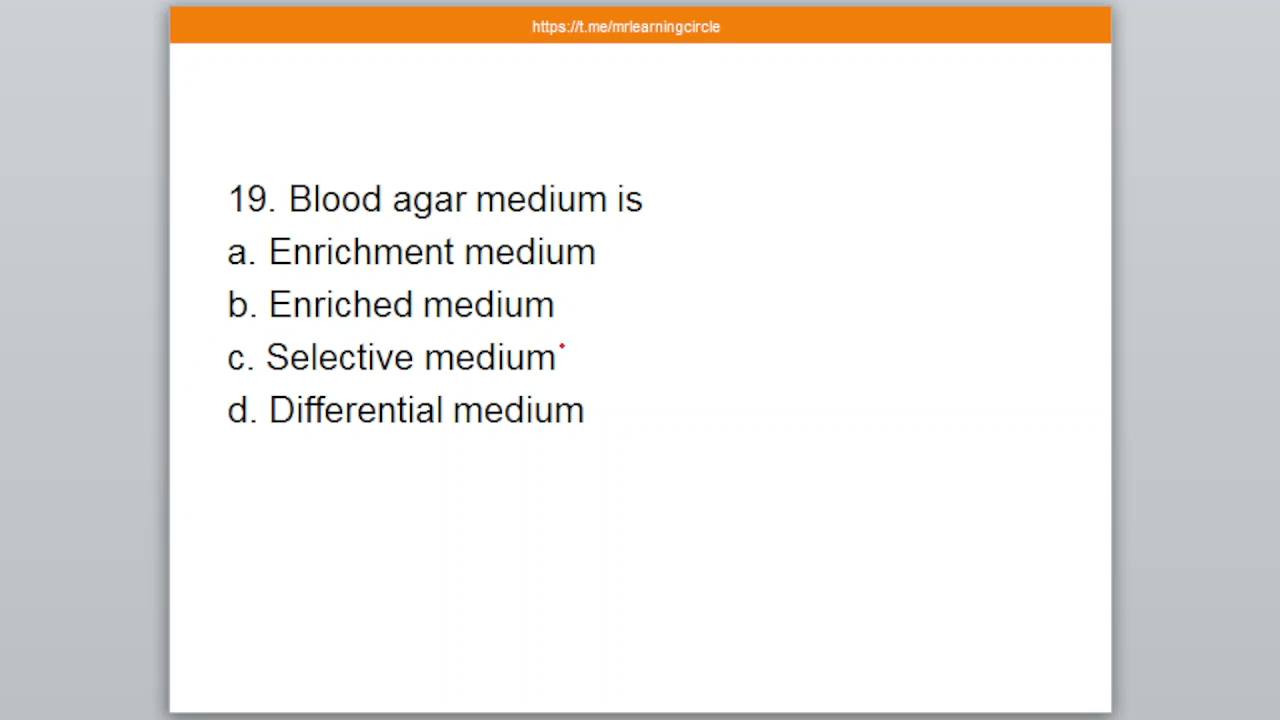 https://t.me/mrlearningcircle
19. Blood agar medium is
a. Enrichment medium
b. Enriched medium
c. Selective medium
d. Differential medium